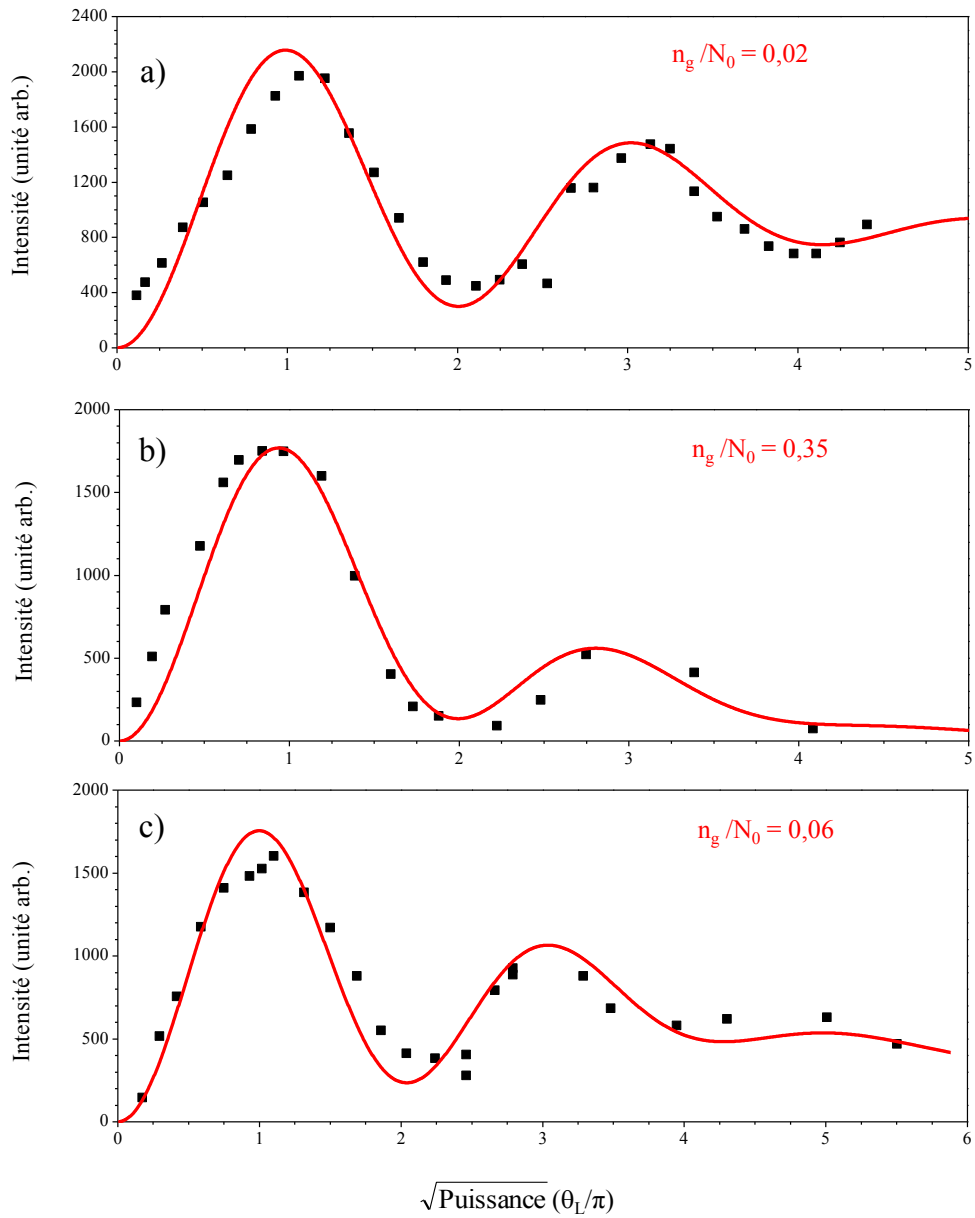 2400
2000
1600
1200
800
400
0
Intensité (unité arb.)
a)
n_g /N_0 = 0,02
0 1 2 3 4 5
2000
1500
1000
500
0
Intensité (unité arb.)
b)
n_g /N_0 = 0,35
0 1 2 3 4 5
2000
1500
1000
500
0
Intensité (unité arb.)
c)
n_g /N_0 = 0,06
0 1 2 3 4 5 6
√Puissance (θ_L/π)